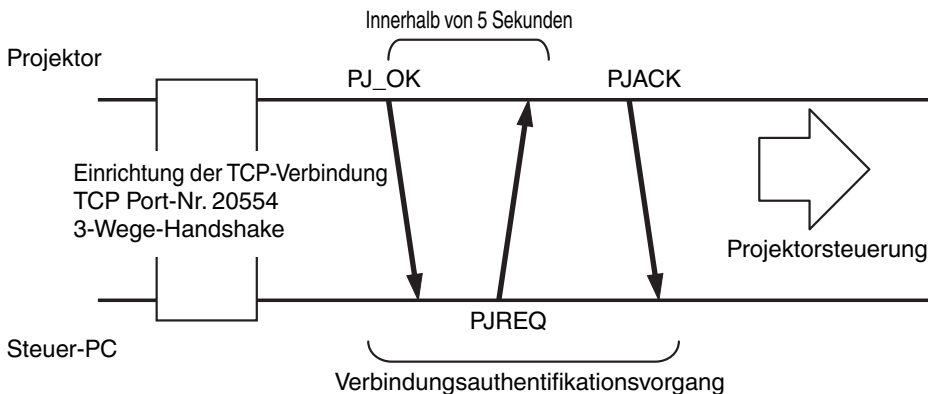 Innerhalb von 5 Sekunden
Projektor
PJ_OK
PJACK
Einrichtung der TCP-Verbindung
TCP Port-Nr. 20554
3-Wege-Handshake
Projektorsteuerung
PJREQ
Steuer-PC
Verbindungsauthentifikationsvorgang